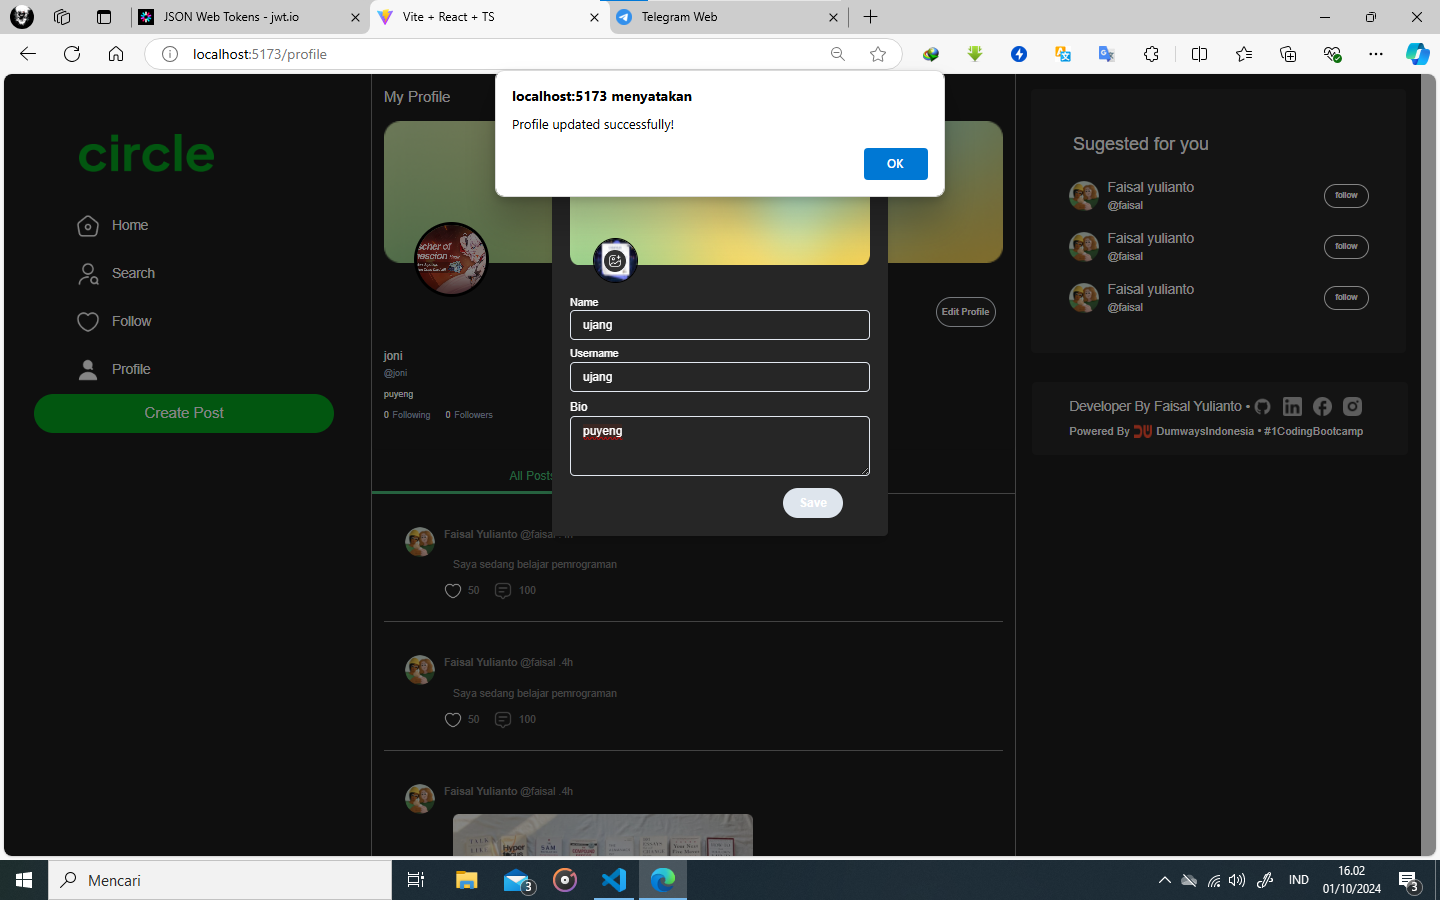 JSON Web Tokens - jwt.io
Vite + React + TS
Telegram Web
localhost:5173/profile
localhost:5173 menyatakan
Profile updated successfully!
OK
circle
Home
Search
Follow
Profile
Create Post
My Profile
Edit Profile
joni
@joni
puyeng
0 Following 0 Followers
All Posts
Name
ujang
Username
ujang
Bio
puyeng
Save
Faisal Yulianto @faisal
Saya sedang belajar pemrograman
50 100
Faisal Yulianto @faisal .4h
Saya sedang belajar pemrograman
50 100
Faisal Yulianto @faisal .4h
Hyper
Sugested for you
Faisal yulianto
@faisal
follow
Faisal yulianto
@faisal
follow
Faisal yulianto
@faisal
follow
Developer By Faisal Yulianto •
Powered By DumwaysIndonesia • #1CodingBootcamp
Mencari
3
IND
16.02
01/10/2024
3